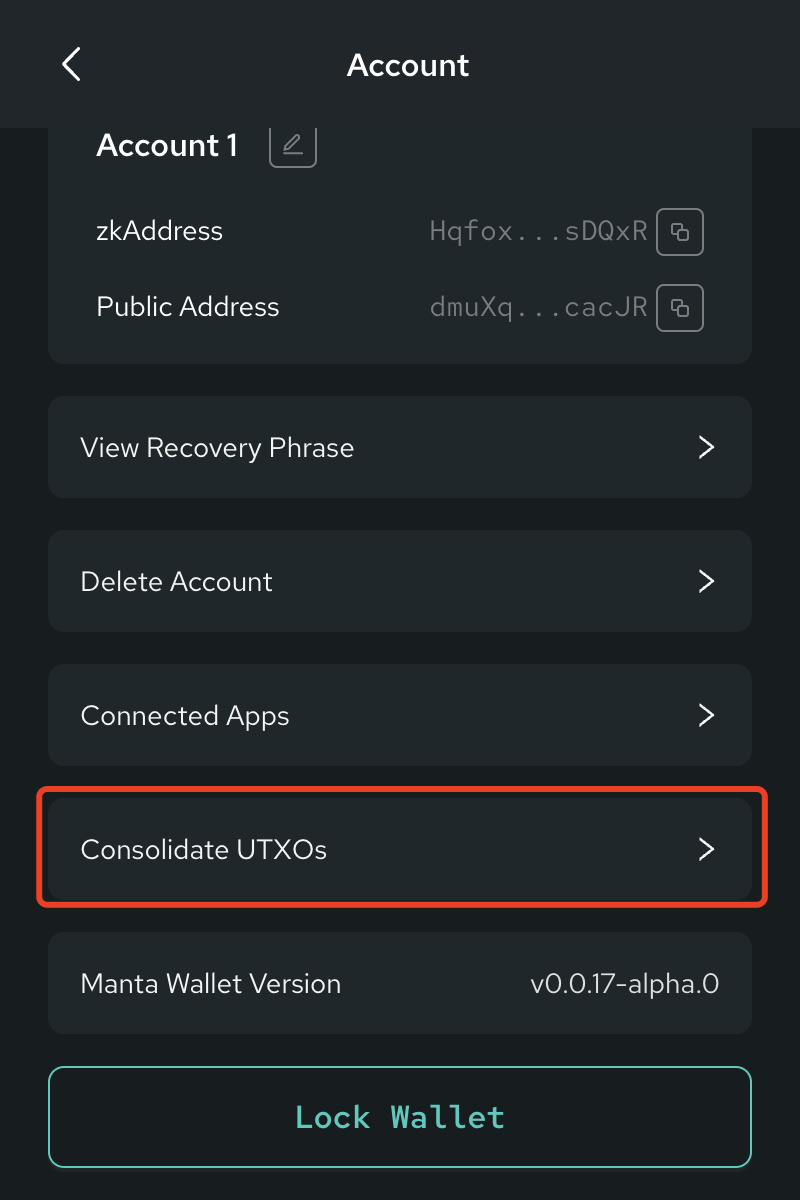 Account
Account 1
zkAddress Hqfox...sDQxR
Public Address dmuXq...cacJR
View Recovery Phrase
Delete Account
Connected Apps
Consolidate UTXOs
Manta Wallet Version v0.0.17-alpha.0
Lock Wallet